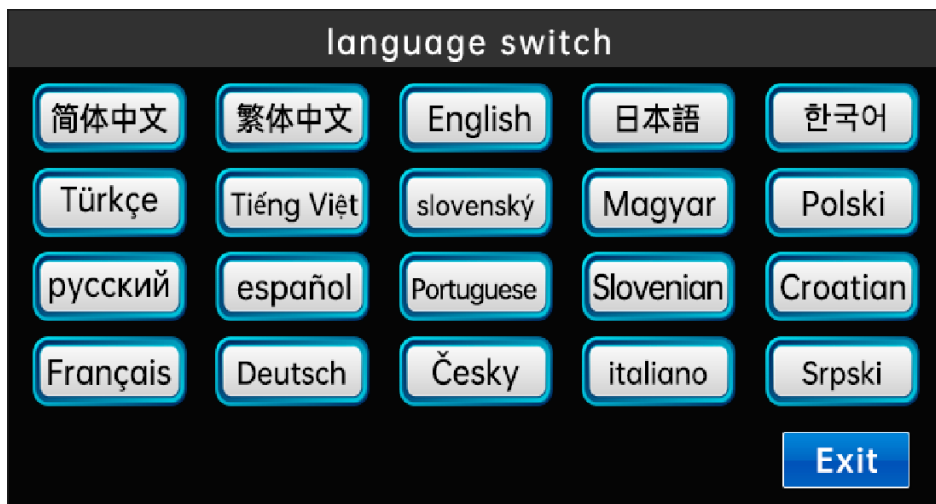 language switch
简体中文 繁体中文 English 日本語 한국어
Türkçe Tiếng Việt slovenský Magyar Polski
русский español Portuguese Slovenian Croatian
Français Deutsch Česky italiano Srpski
Exit